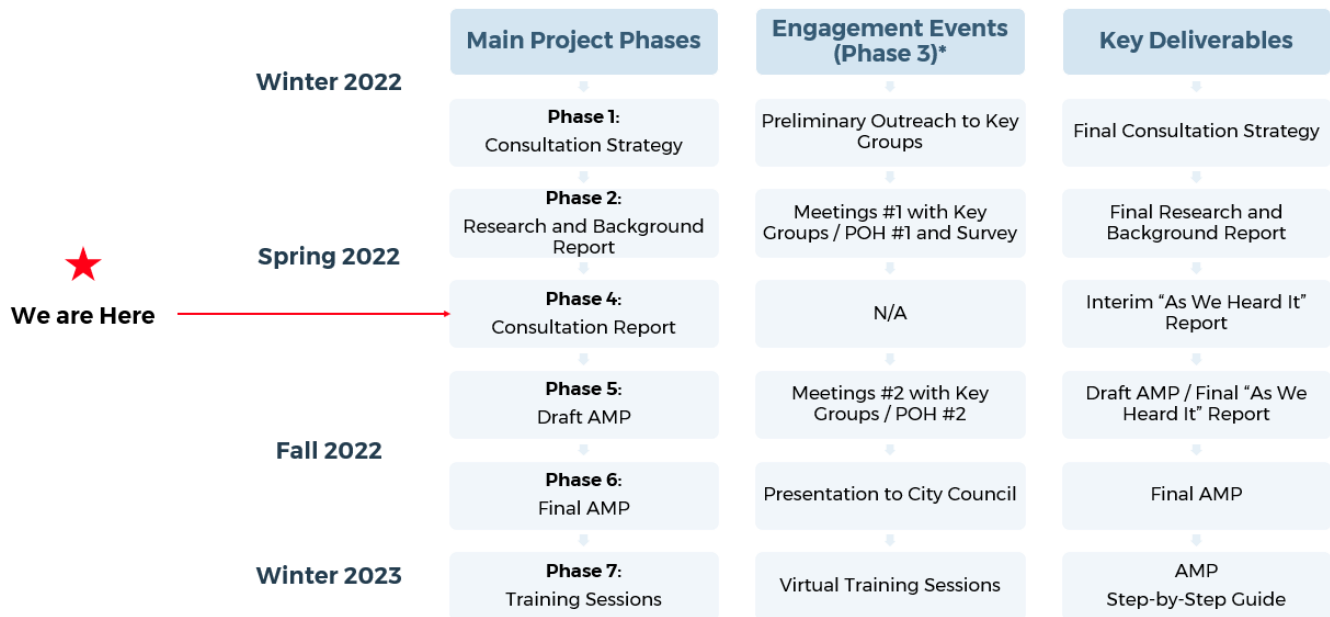 Main Project Phases
Engagement Events
(Phase 3)*
Key Deliverables
Winter 2022
Phase 1:
Consultation Strategy
Preliminary Outreach to Key
Groups
Final Consultation Strategy
Phase 2:
Research and Background
Report
Meetings #1 with Key
Groups / POH #1 and Survey
Final Research and
Background Report
Spring 2022
We are Here
Phase 4:
Consultation Report
N/A
Interim “As We Heard It”
Report
Phase 5:
Draft AMP
Meetings #2 with Key
Groups / POH #2
Draft AMP / Final “As We
Heard It” Report
Fall 2022
Phase 6:
Final AMP
Presentation to City Council
Final AMP
Winter 2023
Phase 7:
Training Sessions
Virtual Training Sessions
AMP
Step-by-Step Guide